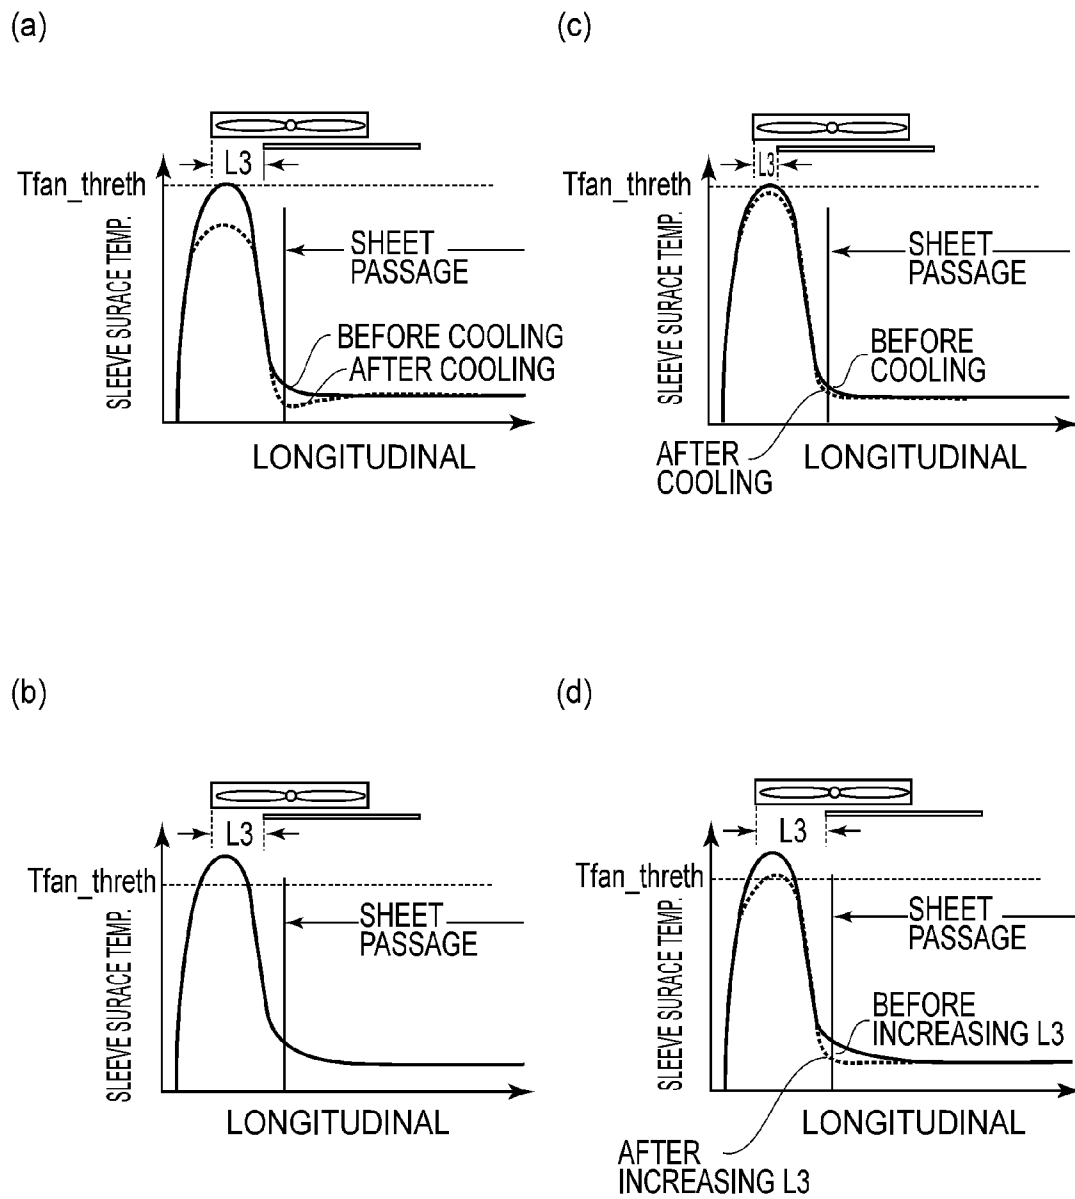 (a)
L3
Tfan_threth
SLEEVE SURACE TEMP.
SHEET
PASSAGE
BEFORE COOLING
AFTER COOLING
LONGITUDINAL
(c)
L3
Tfan_threth
SLEEVE SURACE TEMP.
SHEET
PASSAGE
BEFORE
COOLING
AFTER
COOLING
LONGITUDINAL
(b)
L3
Tfan_threth
SLEEVE SURACE TEMP.
SHEET
PASSAGE
LONGITUDINAL
(d)
L3
Tfan_threth
SLEEVE SURACE TEMP.
SHEET
PASSAGE
BEFORE
INCREASING L3
LONGITUDINAL
AFTER
INCREASING L3